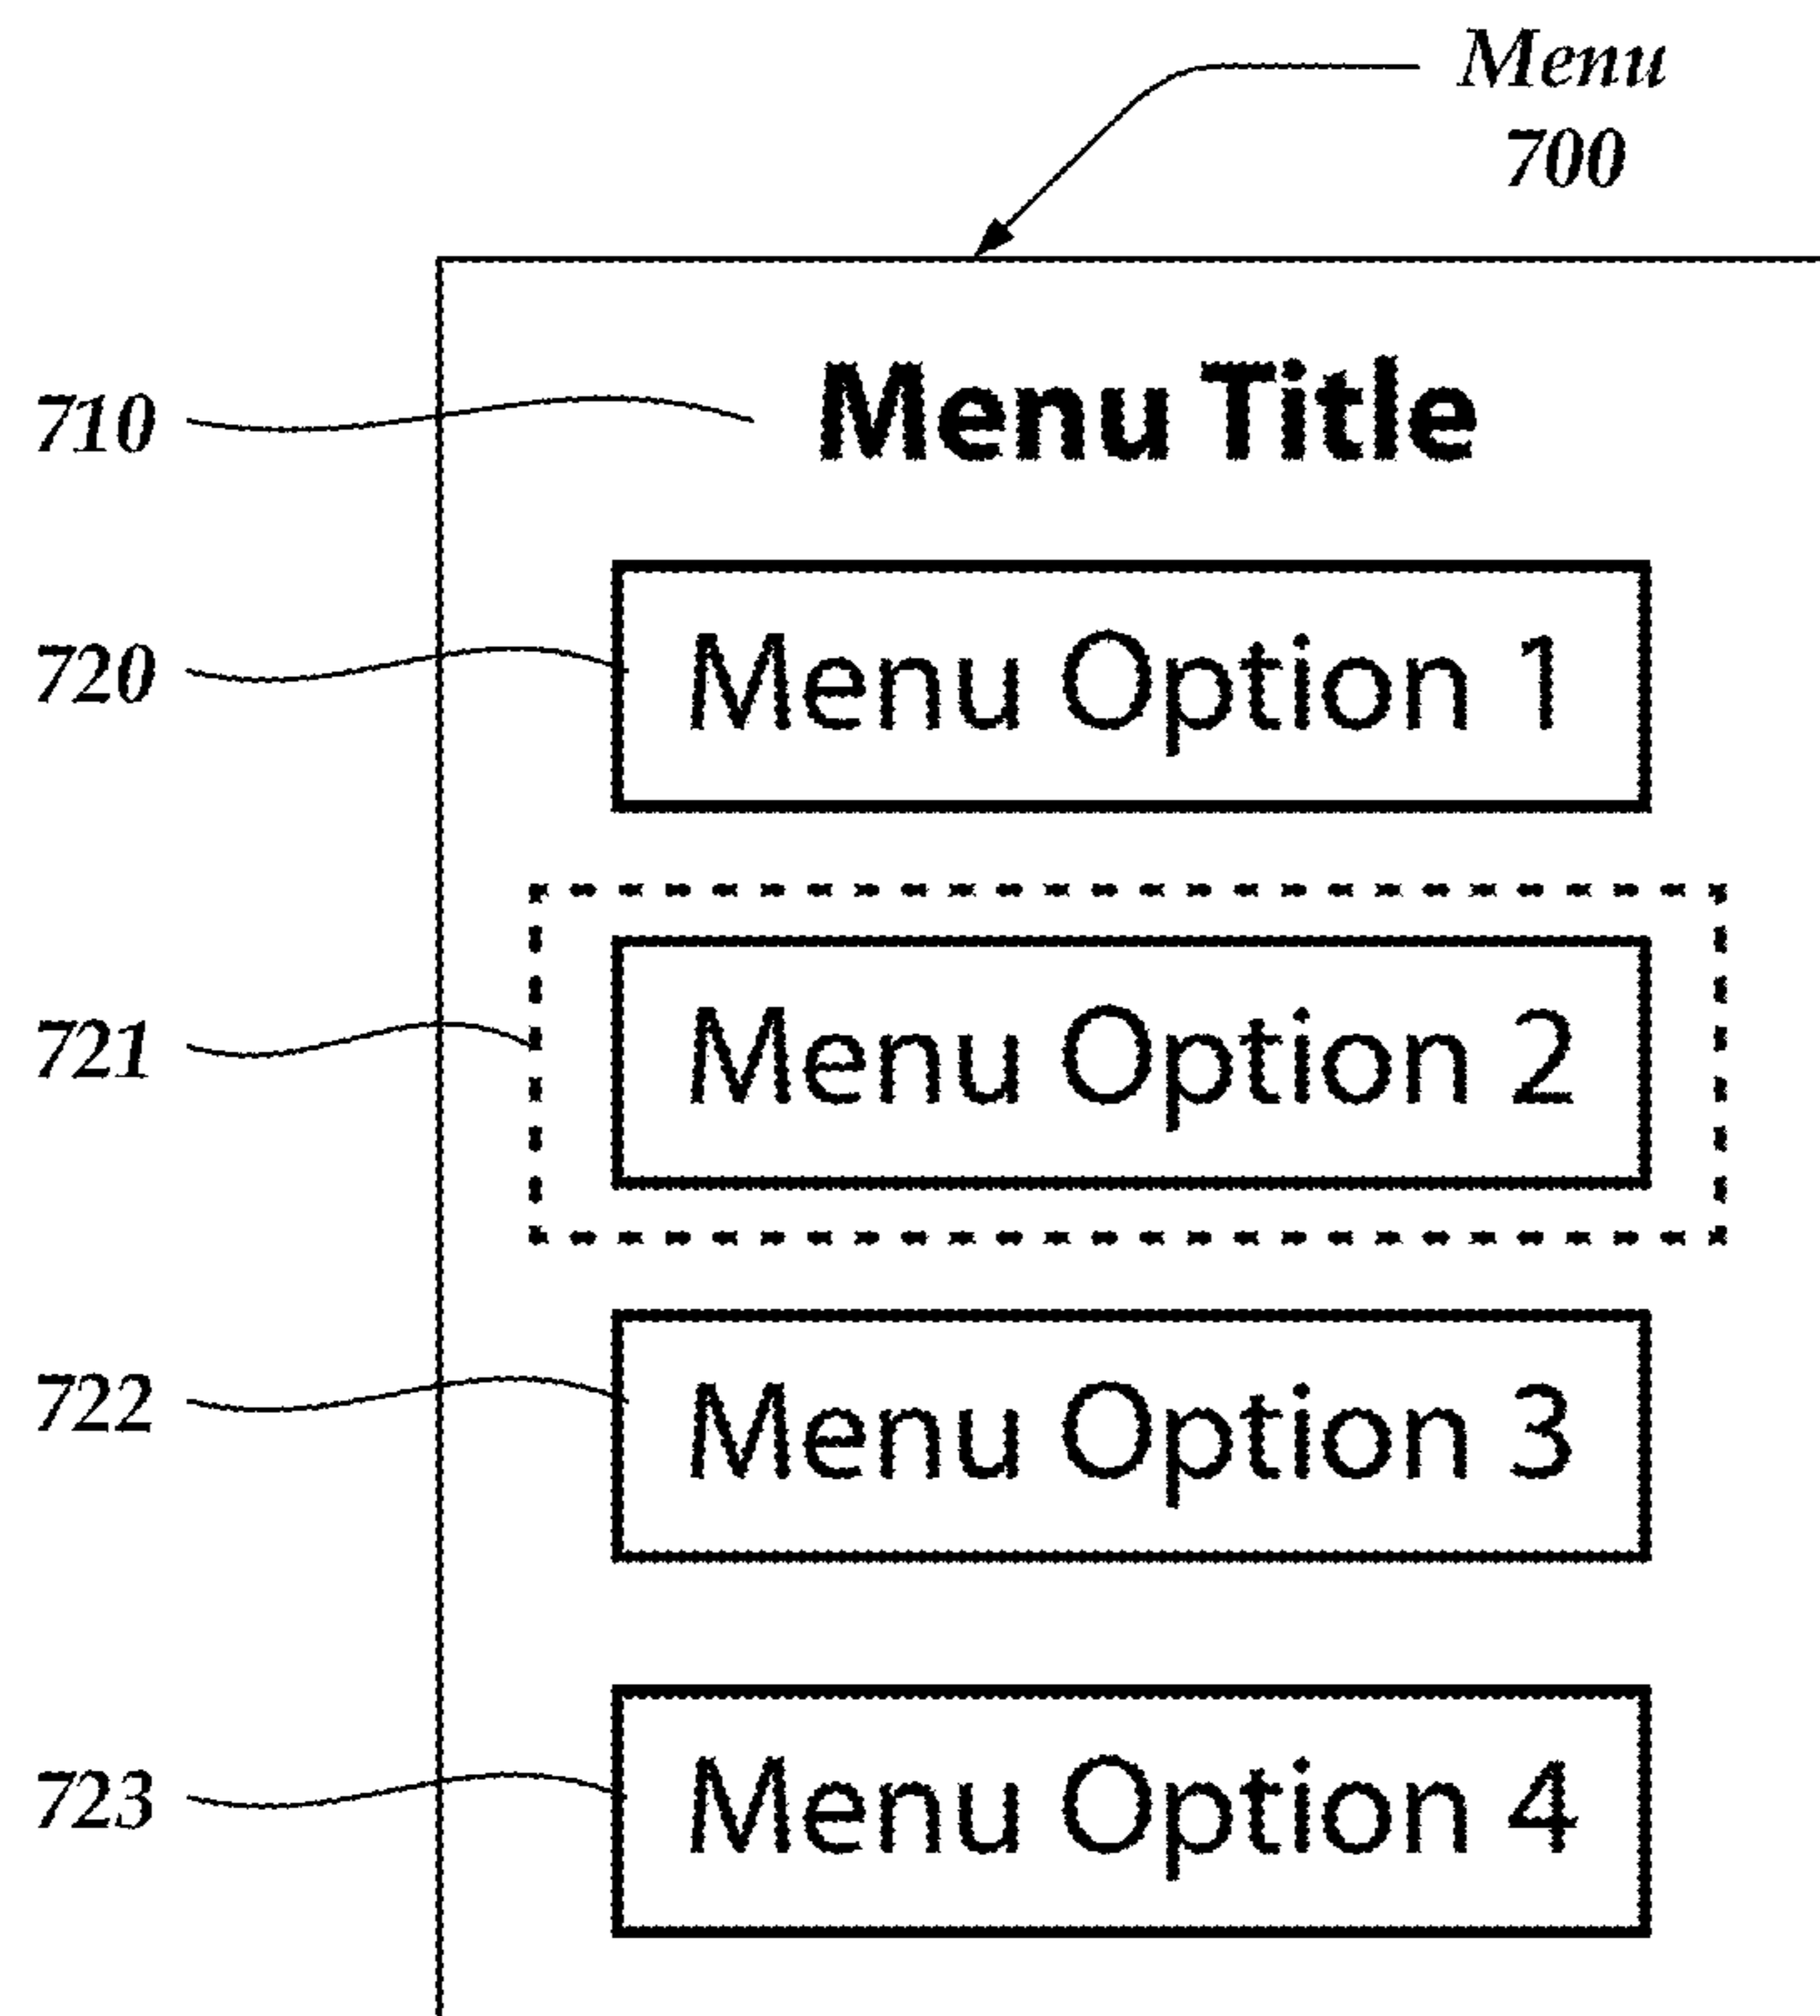 Menu
700
710 Menu Title
720 Menu Option 1
721 Menu Option 2
722 Menu Option 3
723 Menu Option 4